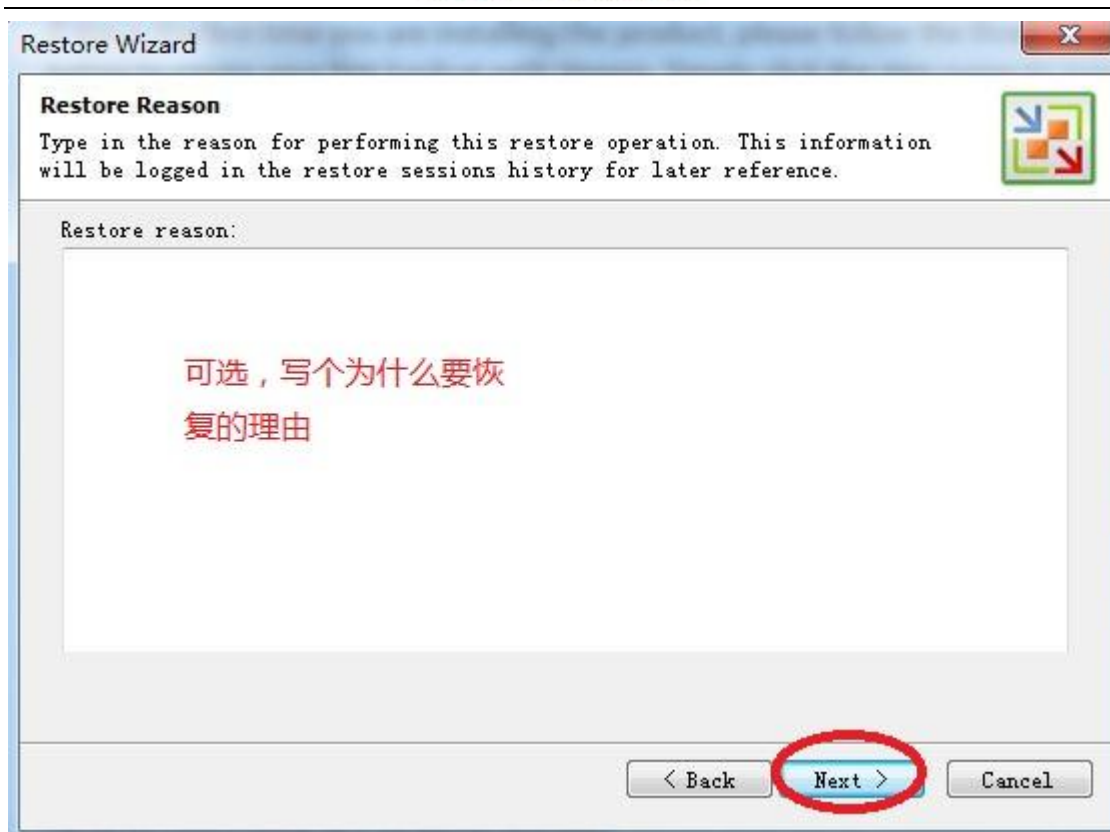 Restore Wizard
Restore Reason
Type in the reason for performing this restore operation. This information
will be logged in the restore sessions history for later reference.
Restore reason:
可选，写个为什么要恢
复的理由
< Back
Next >
Cancel